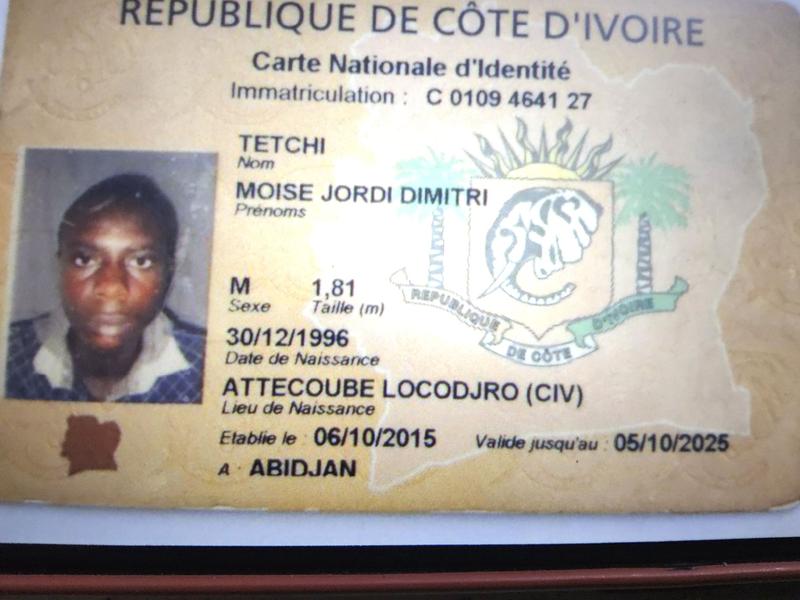 REPUBLIQUE DE CÔTE D'IVOIRE
Carte Nationale d'Identité
Immatriculation : C 0109 4641 27
TETCHI
Nom
MOISE JORDI DIMITRI
Prénoms
M 1,81
Sexe Taille (m)
30/12/1996
Date de Naissance
ATTECOUBE LOCODJRO (CIV)
Lieu de Naissance
Etablie le : 06/10/2015 Valide jusqu'au : 05/10/2025
A : ABIDJAN
REPUBLIQUE DE CÔTE D'IVOIRE